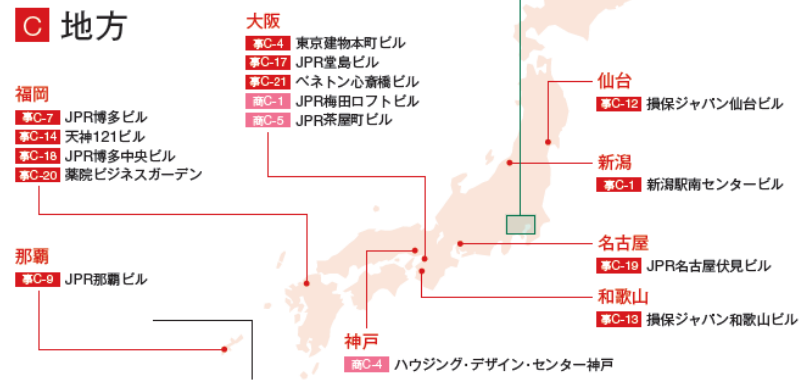 C 地方
大阪
事C-4 東京建物本町ビル
事C-17 JPR堂島ビル
事C-21 ベネトン心斎橋ビル
商C-1 JPR梅田ロフトビル
商C-5 JPR茶屋町ビル
福岡
事C-7 JPR博多ビル
事C-14 天神121ビル
事C-18 JPR博多中央ビル
事C-20 薬院ビジネスガーデン
那覇
事C-9 JPR那覇ビル
仙台
事C-12 損保ジャパン仙台ビル
新潟
事C-1 新潟駅南センタービル
名古屋
事C-19 JPR名古屋伏見ビル
和歌山
事C-13 損保ジャパン和歌山ビル
神戸
商C-4 ハウジング・デザイン・センター神戸